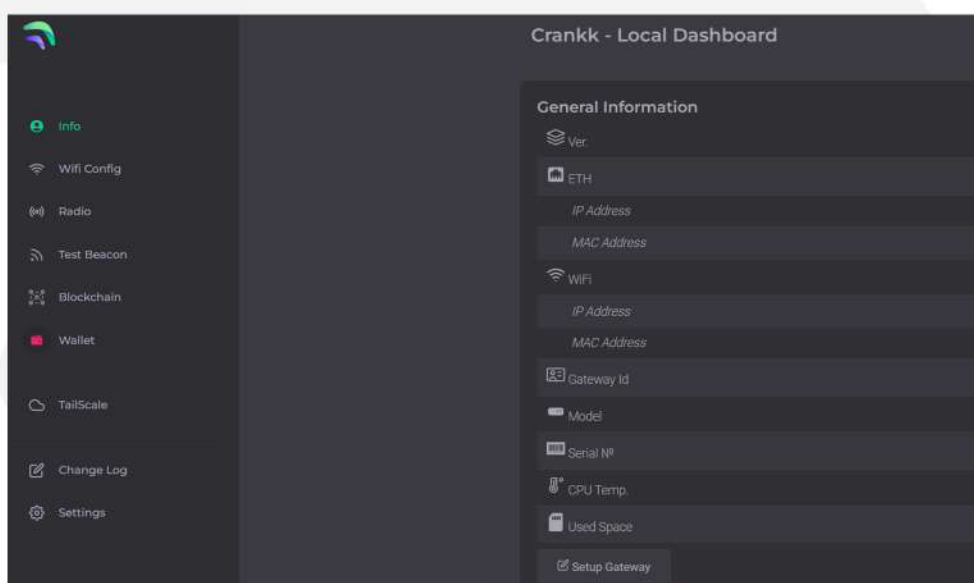 Crankk - Local Dashboard
Info
Wifi Config
Radio
Test Beacon
Blockchain
Wallet
TailScale
Change Log
Settings
General Information
Ver.
ETH
IP Address
MAC Address
WiFi
IP Address
MAC Address
Gateway Id
Model
Serial Nº
CPU Temp.
Used Space
Setup Gateway